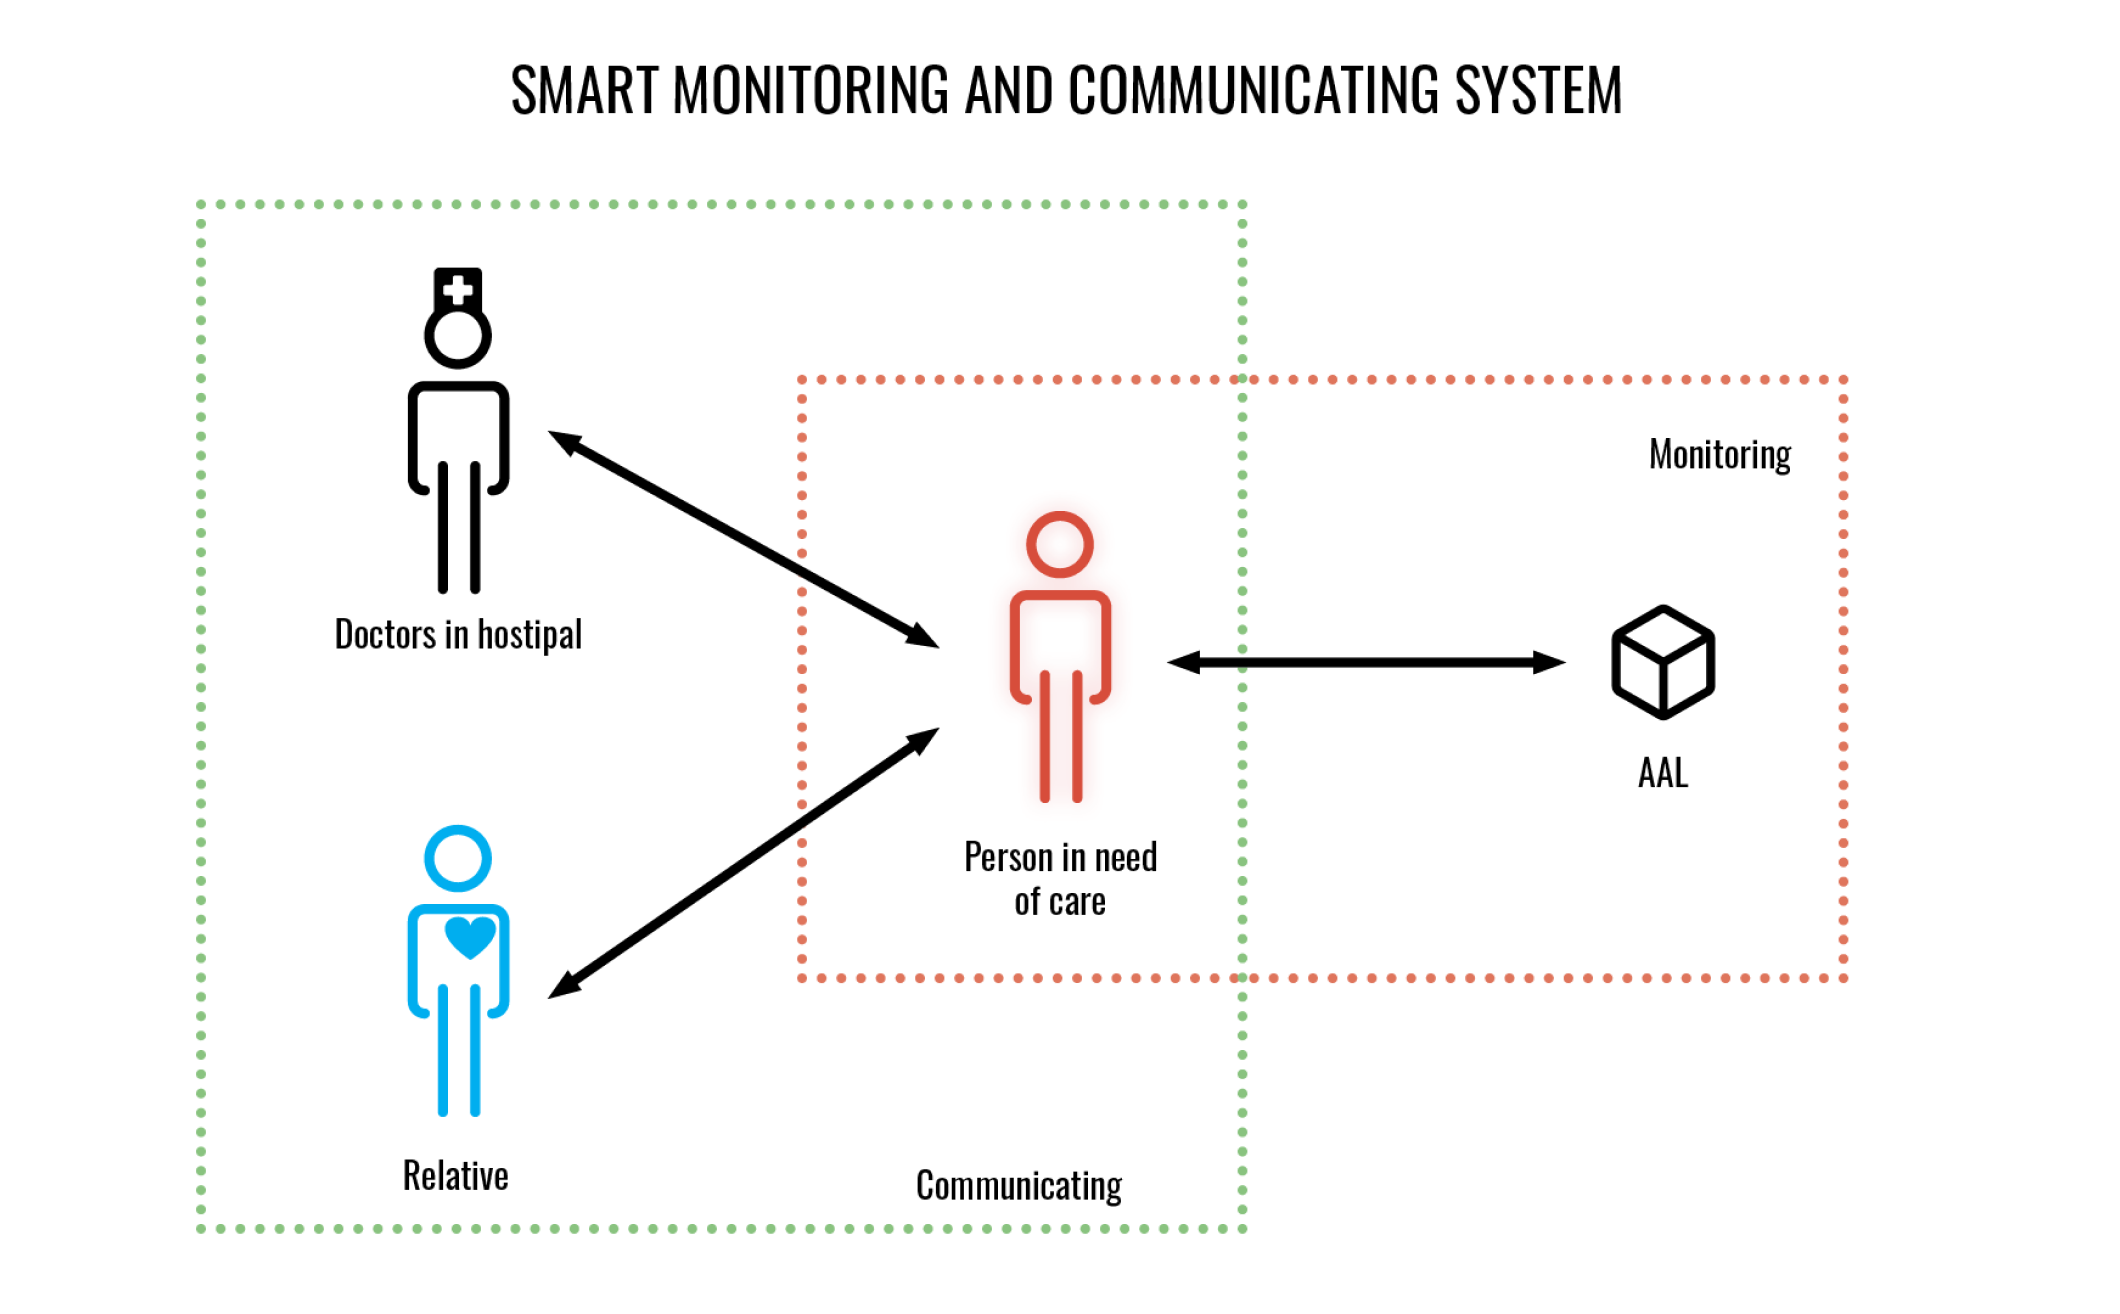 SMART MONITORING AND COMMUNICATING SYSTEM
Monitoring
Doctors in hostipal
AAL
Person in need
of care
Relative
Communicating